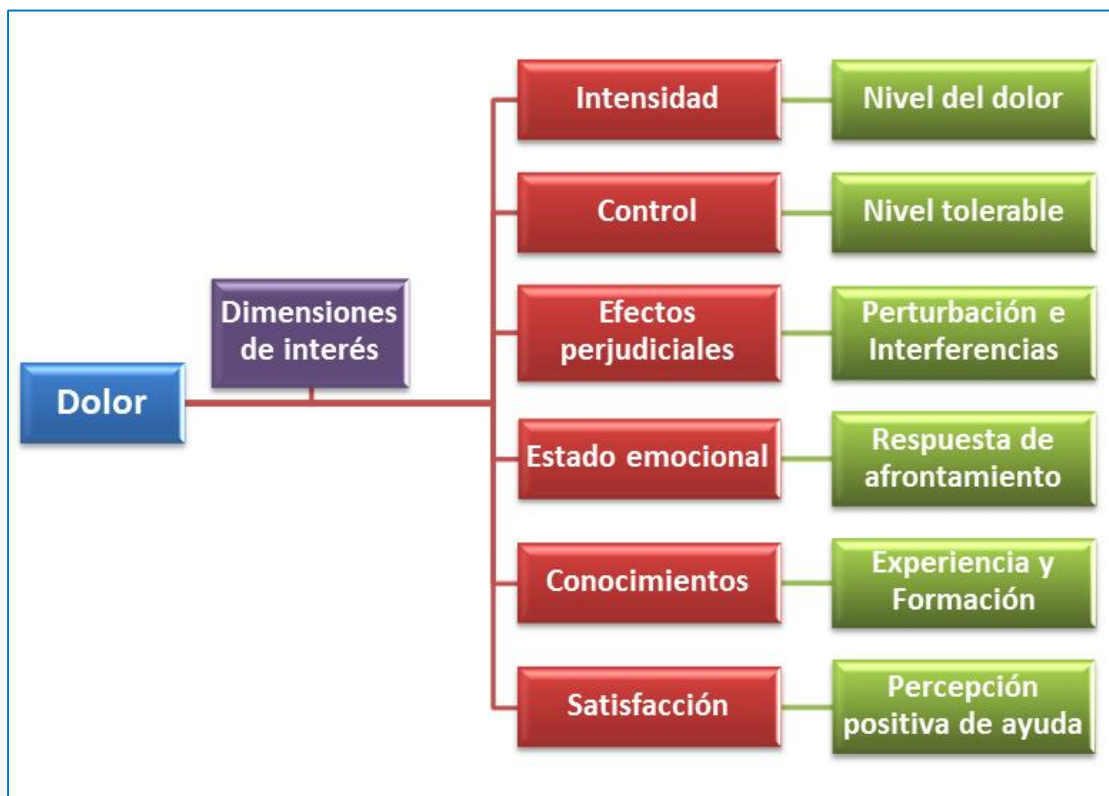 Dolor
Dimensiones
de interés
Intensidad
Nivel del dolor
Control
Nivel tolerable
Efectos
perjudiciales
Perturbación e
Interferencias
Estado emocional
Respuesta de
afrontamiento
Conocimientos
Experiencia y
Formación
Satisfacción
Percepción
positiva de ayuda